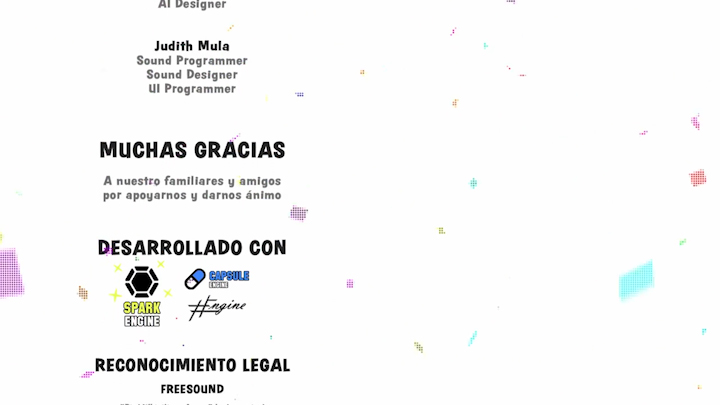 AI Designer
Judith Mula
Sound Programmer
Sound Designer
UI Programmer
MUCHAS GRACIAS
A nuestro familiares y amigos
por apoyarnos y darnos ánimo
DESARROLLADO CON
SPARK
ENGINE
CAPSULE
ENGINE
#Engine
RECONOCIMIENTO LEGAL
FREESOUND